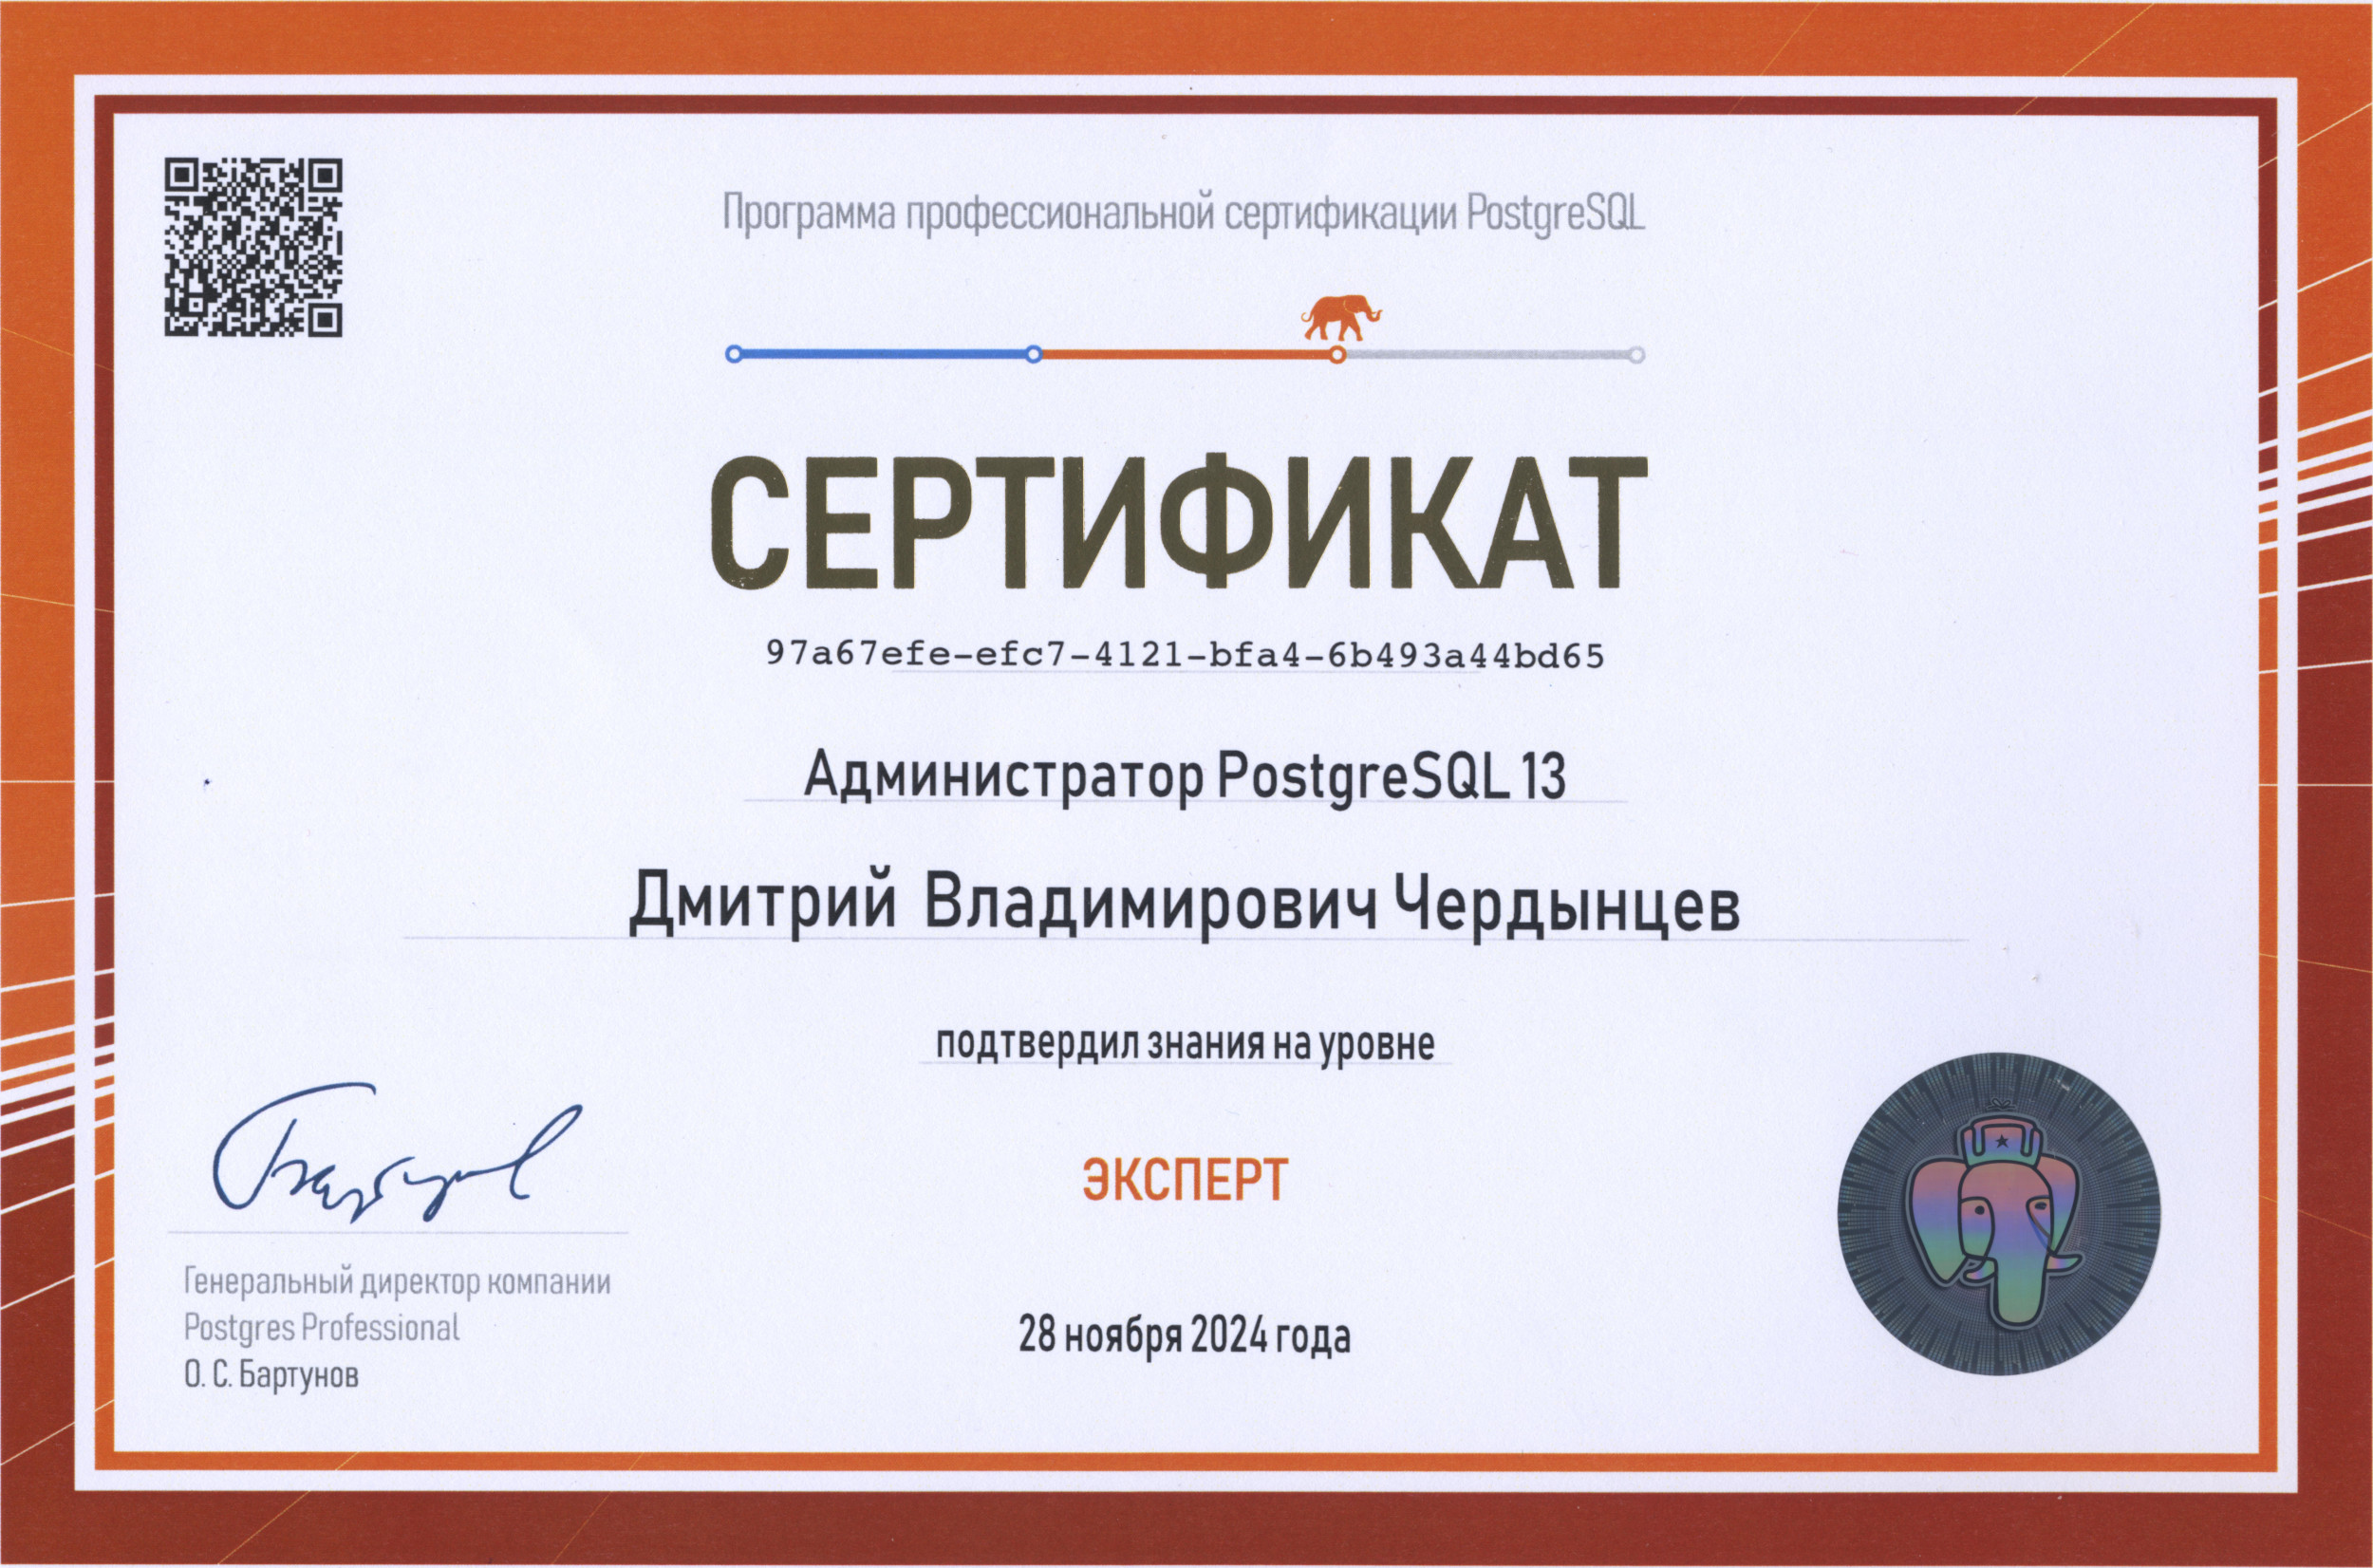 Программа профессиональной сертификации PostgreSQL
СЕРТИФИКАТ
97a67efe-efc7-4121-bfa4-6b493a44bd65
Администратор PostgreSQL 13
Дмитрий Владимирович Чердынцев
подтвердил знания на уровне
ЭКСПЕРТ
28 ноября 2024 года
Генеральный директор компании
Postgres Professional
О. С. Бартунов